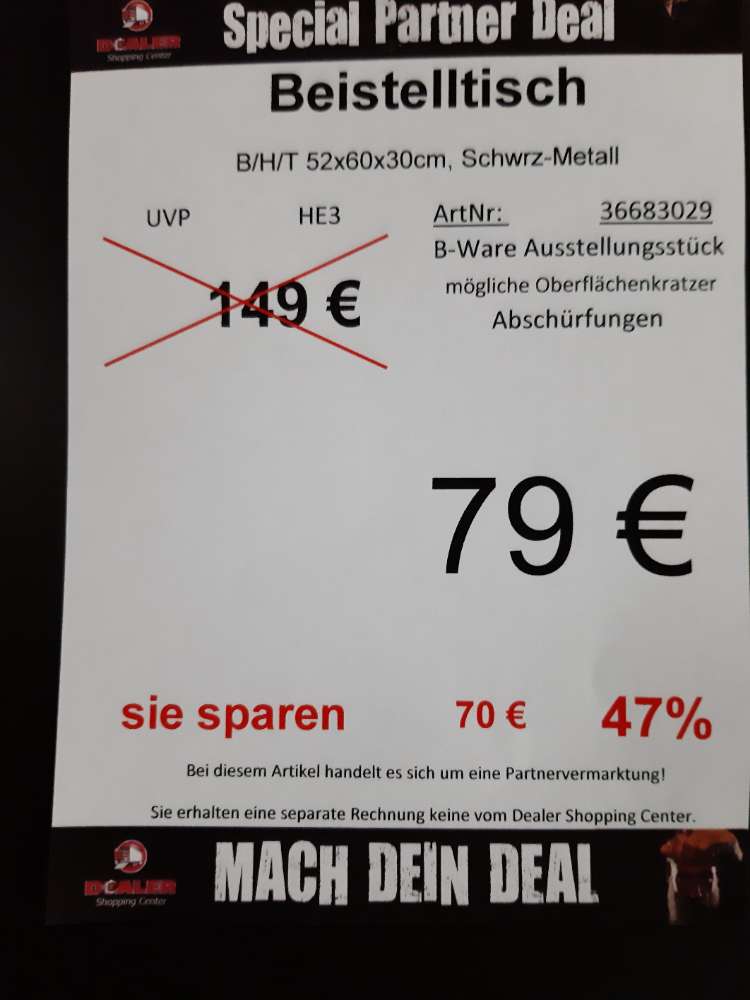 Special Partner Deal
DEALER
Shopping Center
Beistelltisch
B/H/T 52x60x30cm, Schwrz-Metall
UVP HE3
ArtNr: 36683029
149 €
B-Ware Ausstellungsstück
mögliche Oberflächenkratzer
Abschürfungen
79 €
sie sparen 70 € 47%
Bei diesem Artikel handelt es sich um eine Partnervermarktung!
Sie erhalten eine separate Rechnung keine vom Dealer Shopping Center.
DEALER
Shopping Center
MACH DEIN DEAL